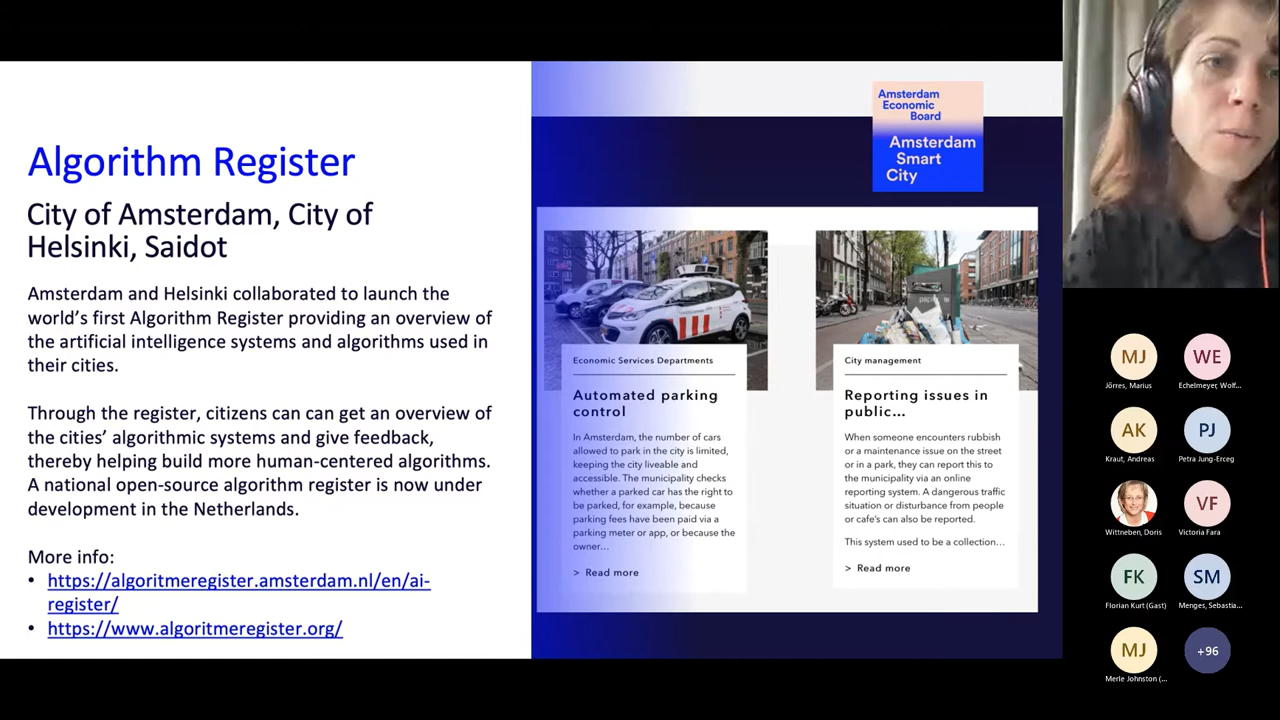 Algorithm Register
City of Amsterdam, City of
Helsinki, Saidot
Amsterdam and Helsinki collaborated to launch the
world's first Algorithm Register providing an overview of
the artificial intelligence systems and algorithms used in
their cities.
Through the register, citizens can can get an overview of
the cities' algorithmic systems and give feedback,
thereby helping build more human-centered algorithms.
A national open-source algorithm register is now under
development in the Netherlands.
More info:
• https://algoritmeregister.amsterdam.nl/en/ai-
register/
• https://www.algoritmeregister.org/
Amsterdam
Economic
Board
Amsterdam
Smart
City
Economic Services Departments
Automated parking
control
In Amsterdam, the number of cars
allowed to park in the city is limited,
keeping the city liveable and
accessible. The municipality checks
whether a parked car has the right to
be parked, for example, because
parking fees have been paid via a
parking meter or app, or because the
owner...
> Read more
City management
Reporting issues in
public...
When someone encounters rubbish
or a maintenance issue on the street
or in a park, they can report this to
the municipality via an online
reporting system. A dangerous traffic
situation or disturbance from people
or cafe's can also be reported.
This system used to be a collection...
> Read more
MJ
Jörres, Marius
WE
Echelmeyer, Wolf...
AK
Kraut, Andreas
PJ
Petra Jung-Erceg
Wittneben, Doris
VF
Victoria Fara
FK
Florian Kurt (Gast)
SM
Menges, Sebastia...
MJ
Merle Johnston (...
+96